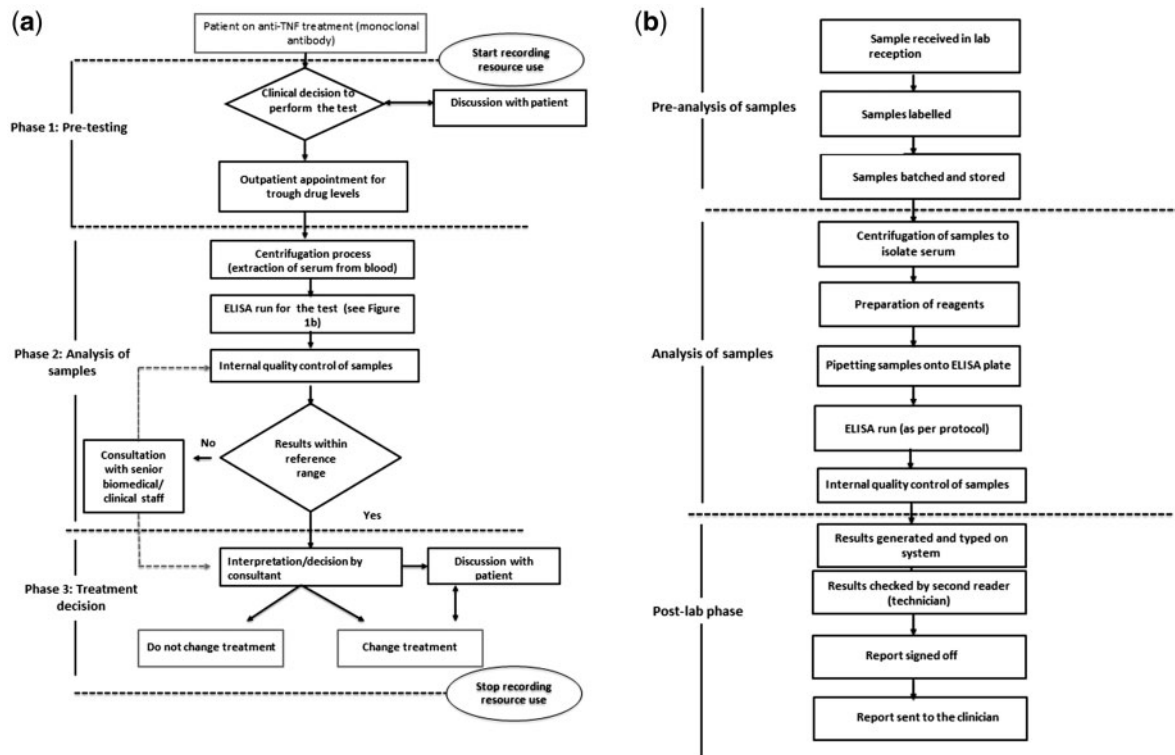 (a)
Patient on anti-TNF treatment (monoclonal
antibody)
Start recording
resource use
Clinical decision to
perform the test
Discussion with patient
Phase 1: Pre-testing
Outpatient appointment for
trough drug levels
Centrifugation process
(extraction of serum from blood)
ELISA run for the test (see Figure
1b)
Phase 2: Analysis of
samples
Internal quality control of samples
No
Results within
reference
range
Consultation
with senior
biomedical/
clinical staff
Yes
Interpretation/decision by
consultant
Discussion with
patient
Phase 3: Treatment
decision
Do not change treatment
Change treatment
Stop recording
resource use
(b)
Sample received in lab
reception
Pre-analysis of samples
Samples labelled
Samples batched and stored
Centrifugation of samples to
isolate serum
Preparation of reagents
Analysis of samples
Pipetting samples onto ELISA plate
ELISA run (as per protocol)
Internal quality control of samples
Results generated and typed on
system
Results checked by second reader
(technician)
Post-lab phase
Report signed off
Report sent to the clinician